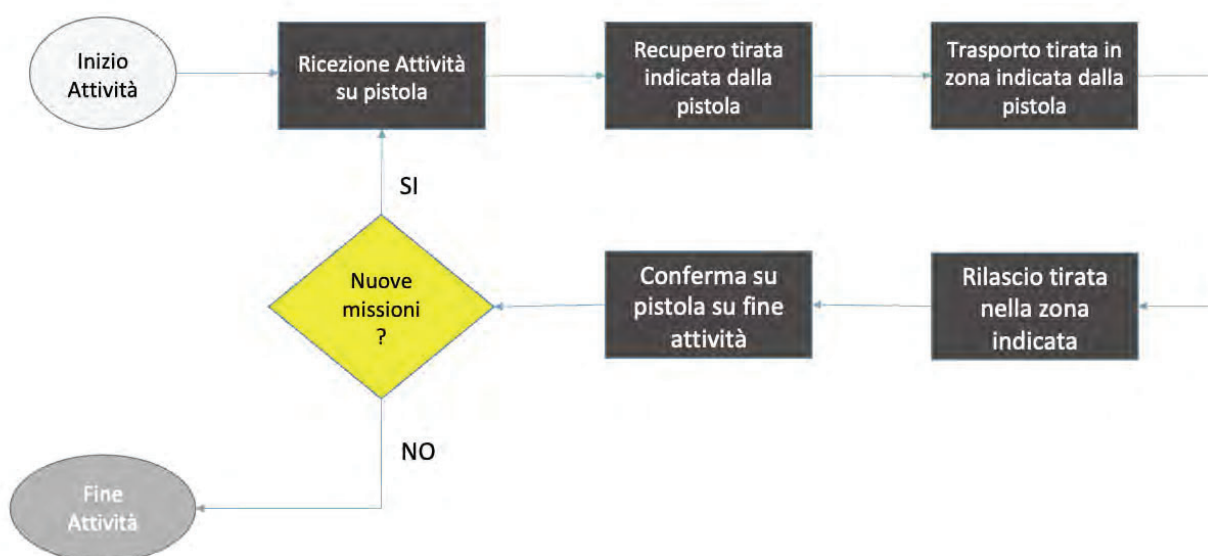 Inizio
Attività
Ricezione Attività
su pistola
Recupero tirata
indicata dalla
pistola
Trasporto tirata in
zona indicata dalla
pistola
SI
Nuove
missioni
?
Conferma su
pistola su fine
attività
Rilascio tirata
nella zona
indicata
NO
Fine
Attività